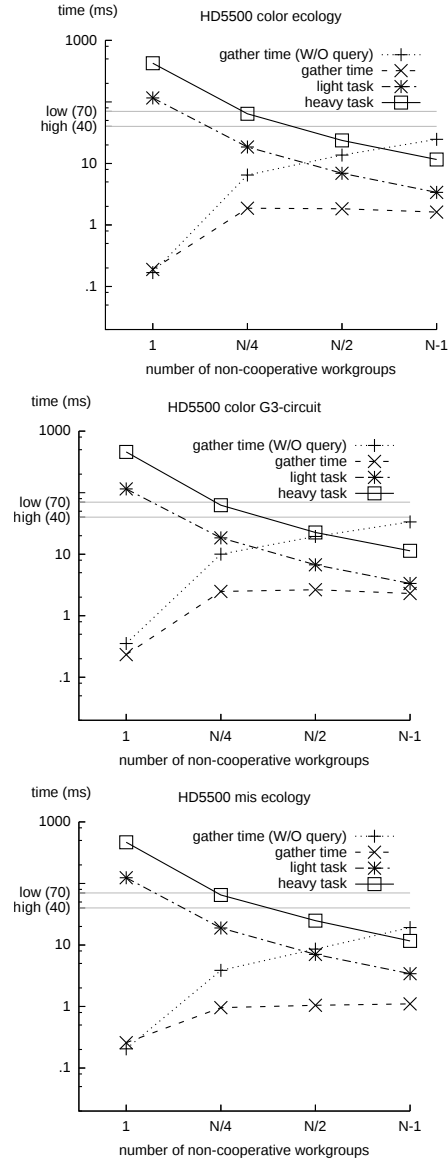 time (ms)
HD5500 color ecology
1000
gather time (W/O query)
gather time
light task
heavy task
low (70)
high (40)
10
1
.1
1
N/4
N/2
N-1
number of non-cooperative workgroups
time (ms)
HD5500 color G3-circuit
1000
gather time (W/O query)
gather time
light task
heavy task
low (70)
high (40)
10
1
.1
1
N/4
N/2
N-1
number of non-cooperative workgroups
time (ms)
HD5500 mis ecology
1000
gather time (W/O query)
gather time
light task
heavy task
low (70)
high (40)
10
1
.1
1
N/4
N/2
N-1
number of non-cooperative workgroups